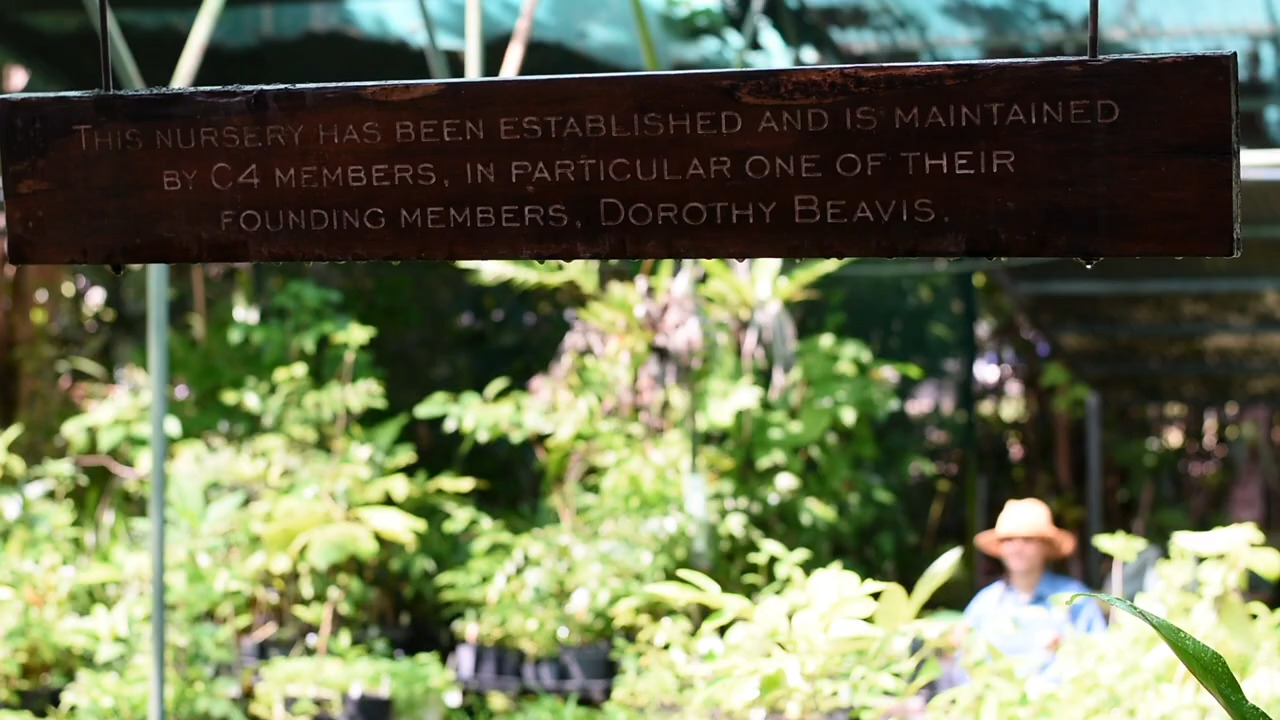 THIS NURSERY HAS BEEN ESTABLISHED AND IS MAINTAINED
BY C4 MEMBERS, IN PARTICULAR ONE OF THEIR
FOUNDING MEMBERS, DOROTHY BEAVIS.